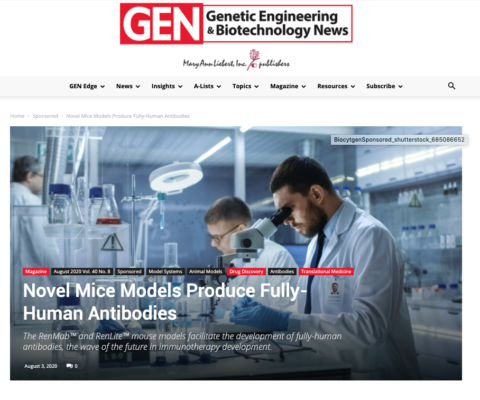 GEN Genetic Engineering
& Biotechnology News
Mary Ann Liebert, Inc. publishers
GEN Edge News Insights A-Lists Topics Magazine Resources Subscribe
Home › Sponsored › Novel Mice Models Produce Fully-Human Antibodies
BiocytgenSponsored_shutterstock_685086652
Magazine August 2020 Vol. 40 No. 8 Sponsored Model Systems Animal Models Drug Discovery Antibodies Translational Medicine
Novel Mice Models Produce Fully-
Human Antibodies
The RenMab™ and RenLite™ mouse models facilitate the development of fully-human
antibodies, the wave of the future in immunotherapy development.
August 3, 2020 0